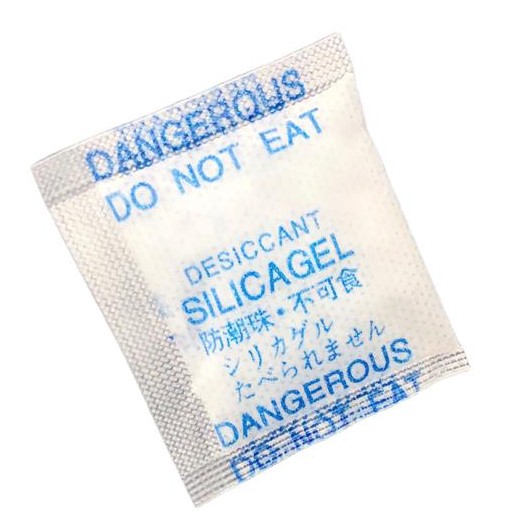 DANGEROUS
DO NOT EAT
DESICCANT
SILICAGEL
防潮珠・不可食
シリカゲル
たべられません
DANGEROUS
DO NOT EAT